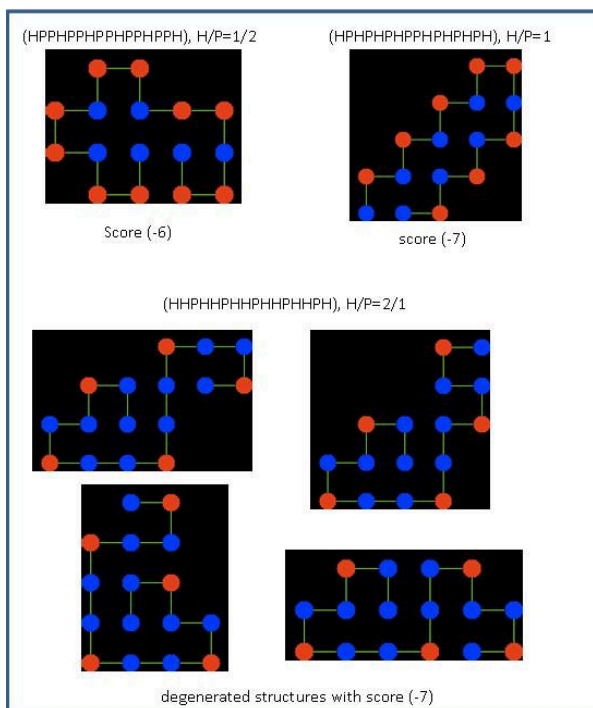 (HPPHPPHPPHPPHPPH), H/P=1/2
(HPHPHPHPPHPHPHPH), H/P=1
Score (-6)
score (-7)
(HHPHHPHHPHHPHHPH), H/P=2/1
degenerated structures with score (-7)